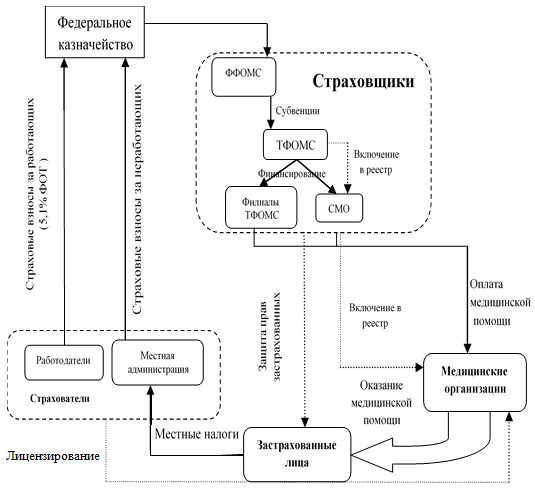 Федеральное
казначейство
ФФОМС
Страховщики
Субвенции
ТФОМС
Включение
в реестр
Финансирование
Филиалы
ТФОМС
СМО
Страховые взносы за работающих
(5,1% ФОТ )
Страховые взносы за неработающих
Защита прав
застрахованных
Включение в
реестр
Оплата
медицинской
помощи
Работодатели
Местная
администрация
Страхователи
Медицинские
организации
Оказание
медицинской
помощи
Местные налоги
Застрахованные
лица
Лицензирование